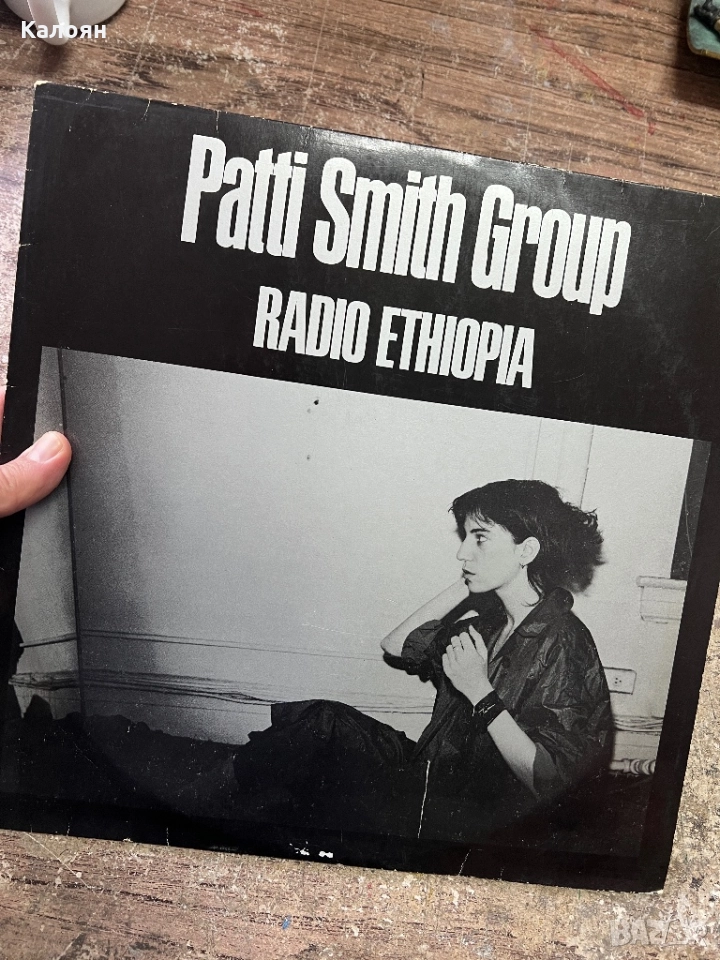 Калоян
Patti Smith Group
RADIO ETHIOPIA